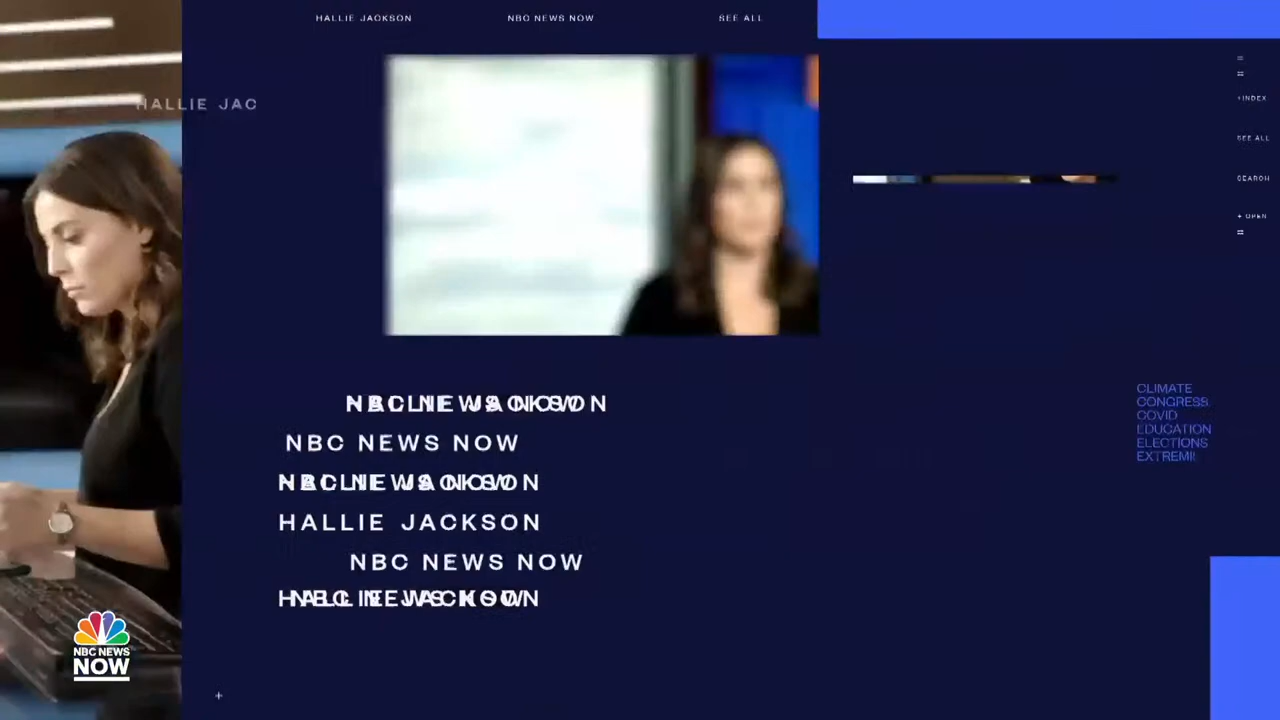 HALLIE JACKSON
NBC NEWS NOW
SEE ALL
+INDEX
SEE ALL
SEARCH
+ OPEN
HALLIE JAC
CLIMATE
CONGRESS
COVID
EDUCATION
ELECTIONS
EXTREMI
NBC NEWS NOW
HALLIE JACKSON
NBC NEWS NOW
NBC NEWS
NOW